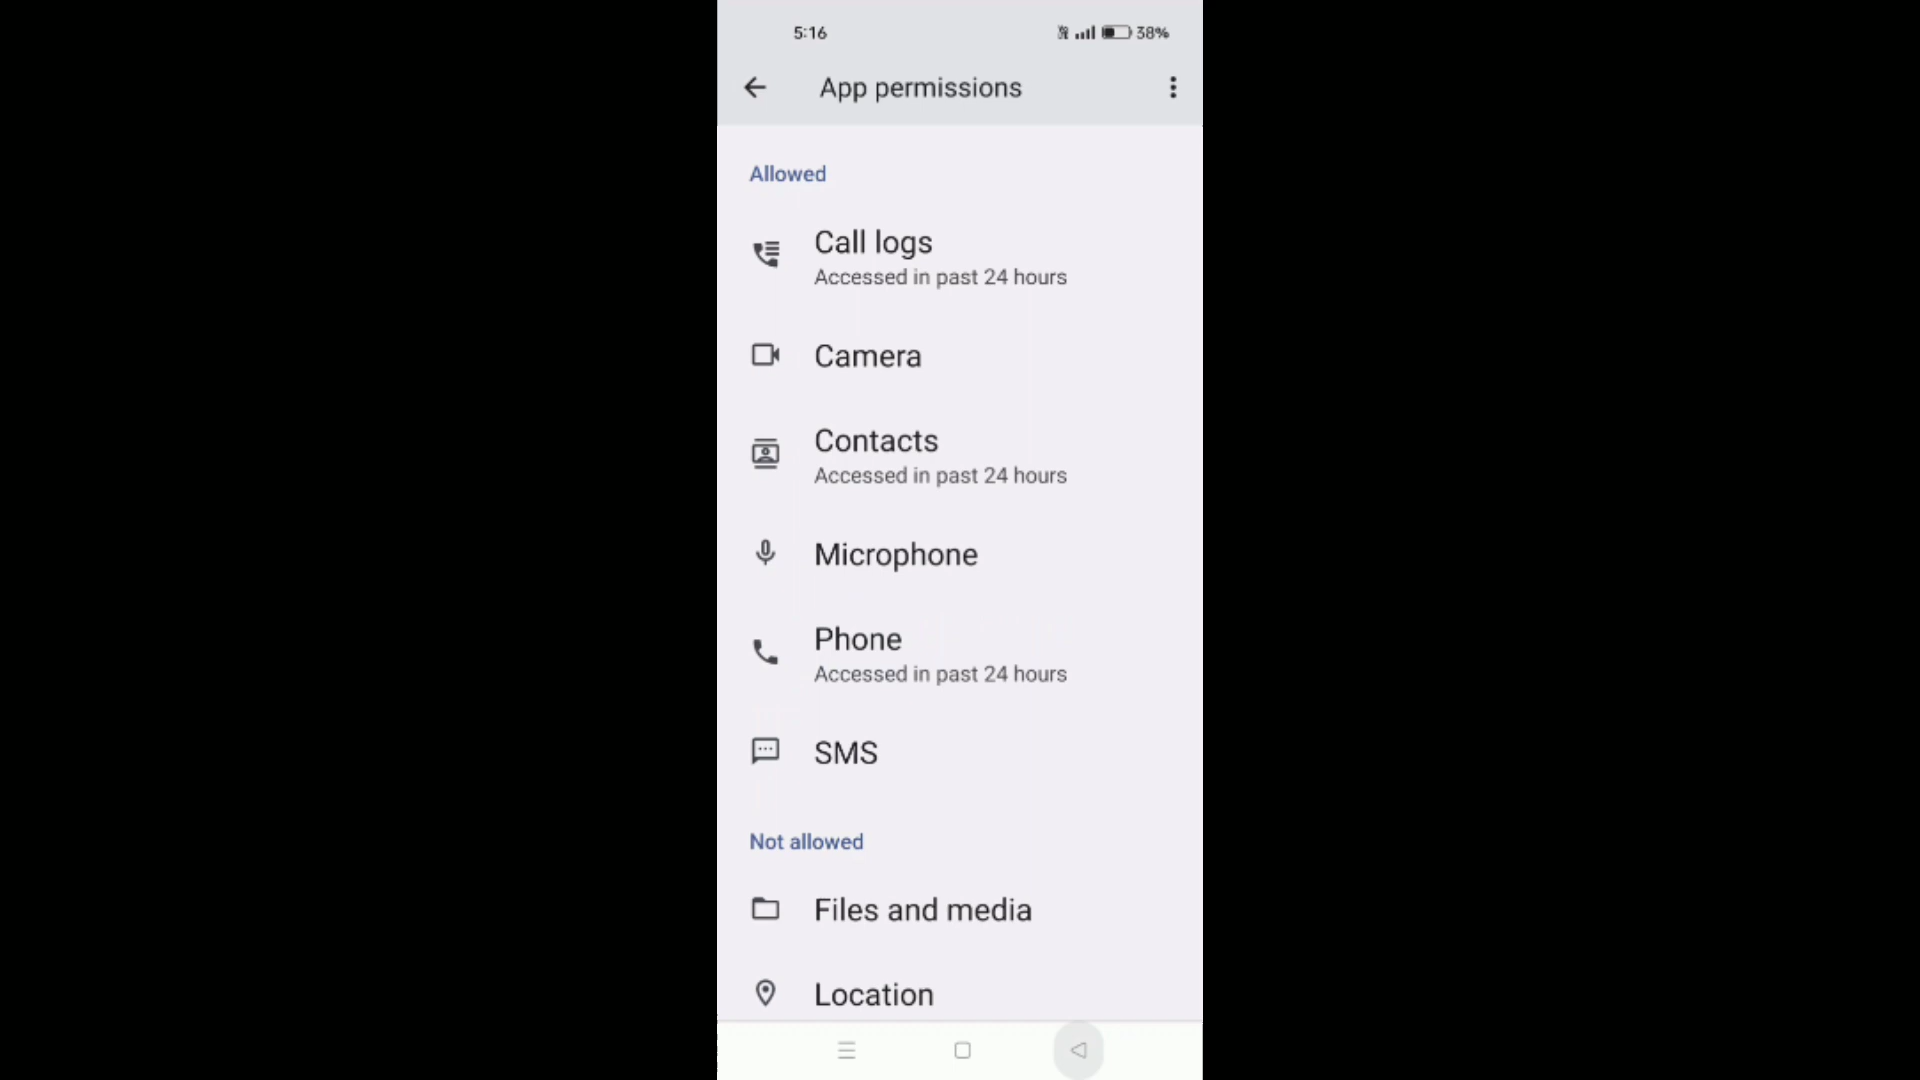 5:16
38%
App permissions
Allowed
Call logs
Accessed in past 24 hours
Camera
Contacts
Accessed in past 24 hours
Microphone
Phone
Accessed in past 24 hours
SMS
Not allowed
Files and media
Location